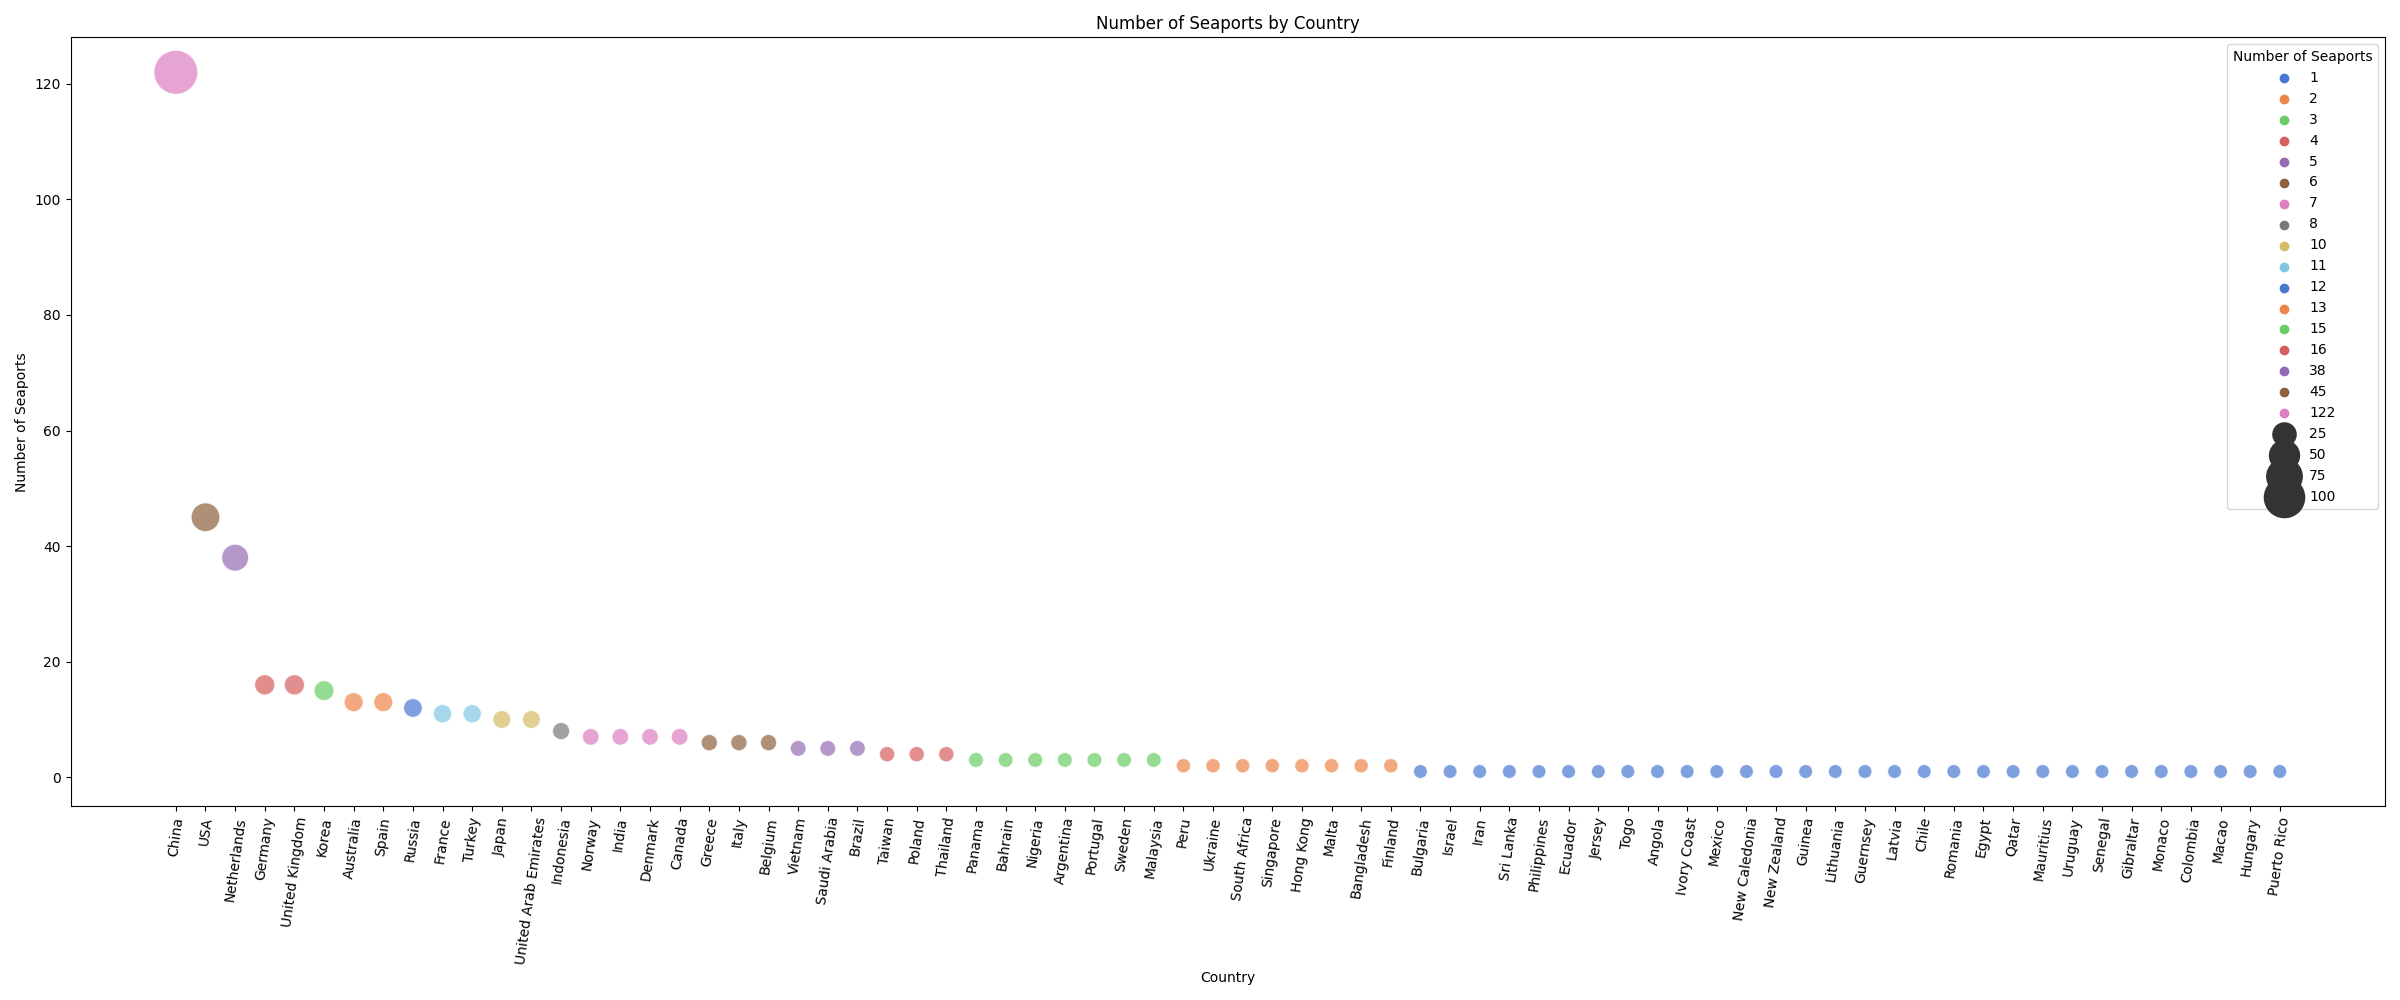 Number of Seaports by Country
Number of Seaports
120
100
80
60
40
20
0
Number of Seaports
1
2
3
4
5
6
7
8
10
11
12
13
15
16
38
45
122
25
50
75
100
China
USA
Netherlands
Germany
United Kingdom
Korea
Australia
Spain
Russia
France
Turkey
Japan
United Arab Emirates
Indonesia
Norway
India
Denmark
Canada
Greece
Italy
Belgium
Vietnam
Saudi Arabia
Brazil
Taiwan
Poland
Thailand
Panama
Bahrain
Nigeria
Argentina
Portugal
Sweden
Malaysia
Peru
Ukraine
South Africa
Singapore
Hong Kong
Malta
Bangladesh
Finland
Bulgaria
Israel
Iran
Sri Lanka
Philippines
Ecuador
Jersey
Togo
Angola
Ivory Coast
Mexico
New Caledonia
New Zealand
Guinea
Lithuania
Guernsey
Latvia
Chile
Romania
Egypt
Qatar
Mauritius
Uruguay
Senegal
Gibraltar
Monaco
Colombia
Macao
Hungary
Puerto Rico
Country